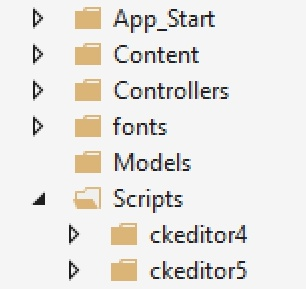 App_Start
Content
Controllers
fonts
Models
Scripts
ckeditor4
ckeditor5